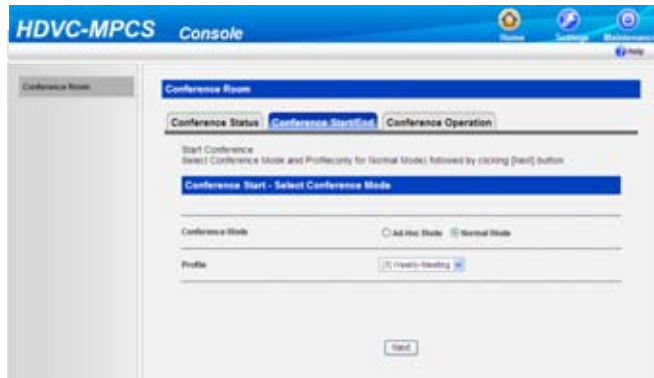 HDVC-MPCS Console
Home Settings Maintenance
Help
Conference Room
Conference Room
Conference Status Conference Start/End Conference Operation
Start Conference
Select Conference Mode and Profile(only for Normal Mode) followed by clicking [Next] button
Conference Start - Select Conference Mode
Conference Mode Ad-Hoc Mode Normal Mode
Profile [1] Weekly-Meeting
Next